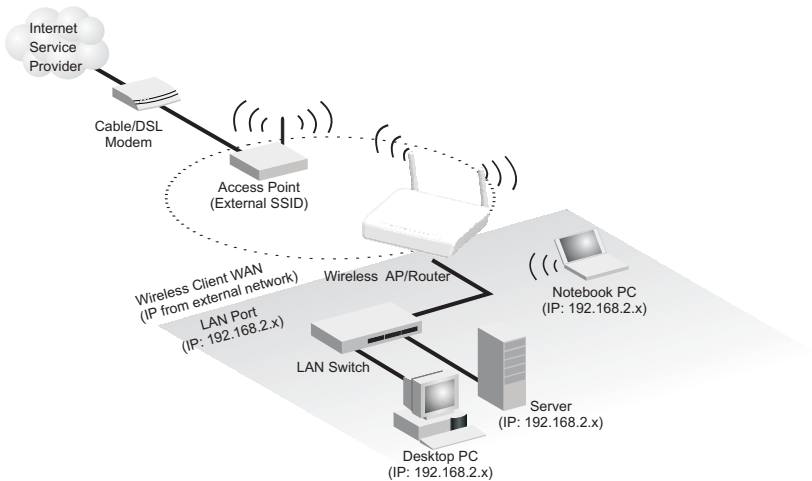 Internet
Service
Provider
Cable/DSL
Modem
Access Point
(External SSID)
Wireless AP/Router
Wireless Client WAN
(IP from external network)
LAN Port
(IP: 192.168.2.x)
Notebook PC
(IP: 192.168.2.x)
LAN Switch
Server
(IP: 192.168.2.x)
Desktop PC
(IP: 192.168.2.x)